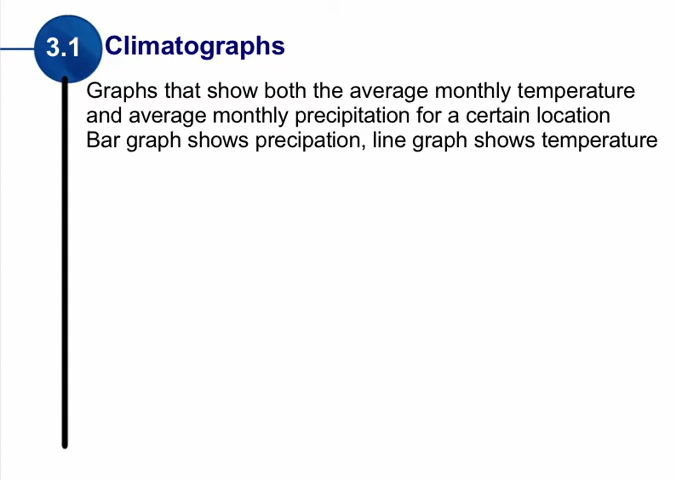 3.1 Climatographs
Graphs that show both the average monthly temperature
and average monthly precipitation for a certain location
Bar graph shows precipation, line graph shows temperature